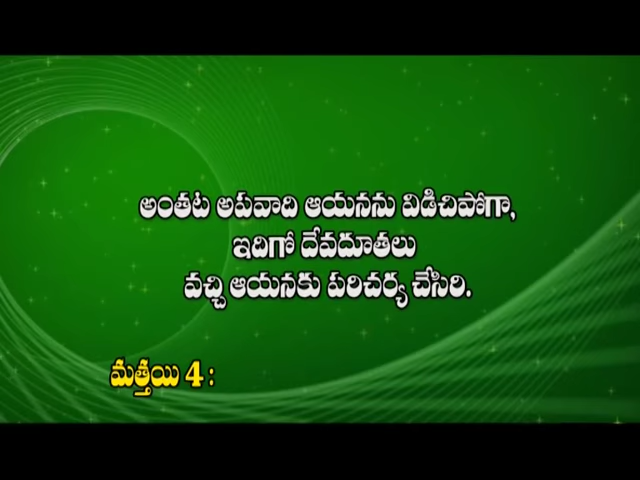 అంతట అపవాది ఆయనను విడిచిపోగా,
ఇదిగో దేవదూతలు
వచ్చి ఆయనకు పరిచర్య చేసిరి.
మత్తయి 4 :